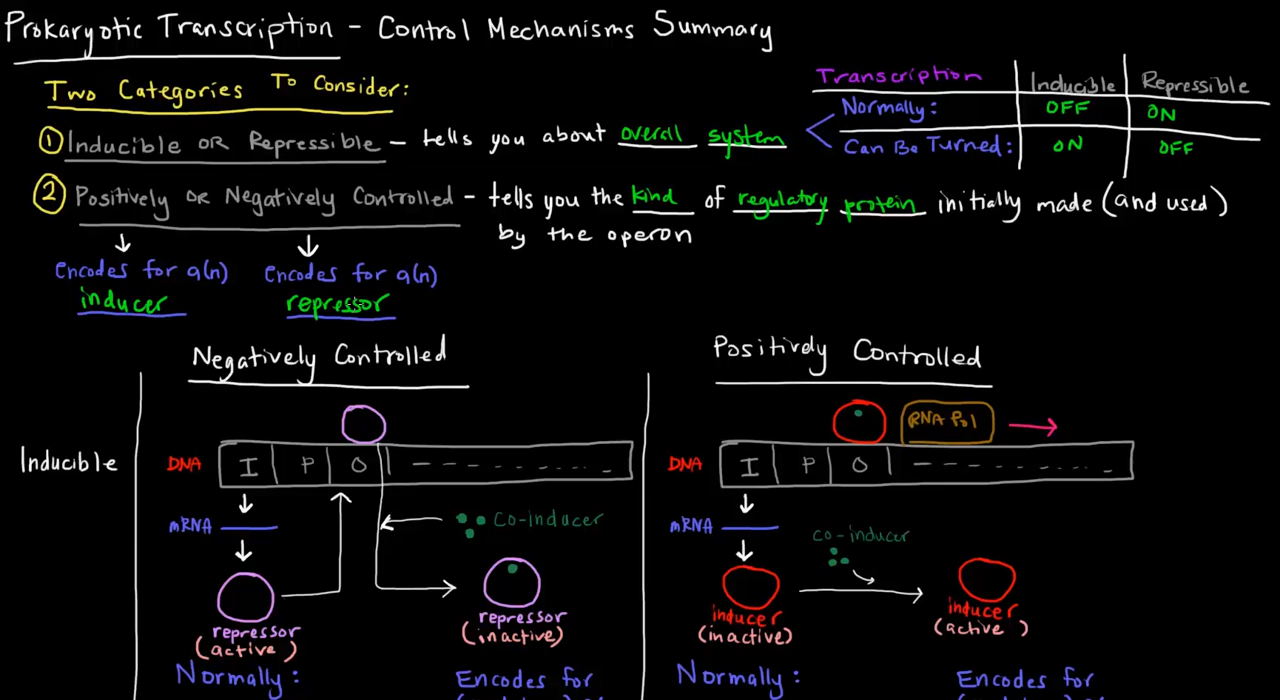 Prokaryotic Transcription - Control Mechanisms Summary
Two Categories To Consider:
Transcription Inducible Repressible
Normally: OFF ON
Can Be Turned: ON OFF
① Inducible OR Repressible - tells you about overall system
② Positively OR Negatively Controlled - tells you the kind of regulatory protein initially made (and used)
by the operon
encodes for a(n) encodes for a(n)
inducer repressor
Negatively Controlled Positively Controlled
RNA Pol
Inducible DNA I P O DNA I P O
mRNA co-inducer mRNA co-inducer
repressor repressor inducer inducer
(active) (inactive) (inactive) (active)
Normally: Encodes for Normally: Encodes for